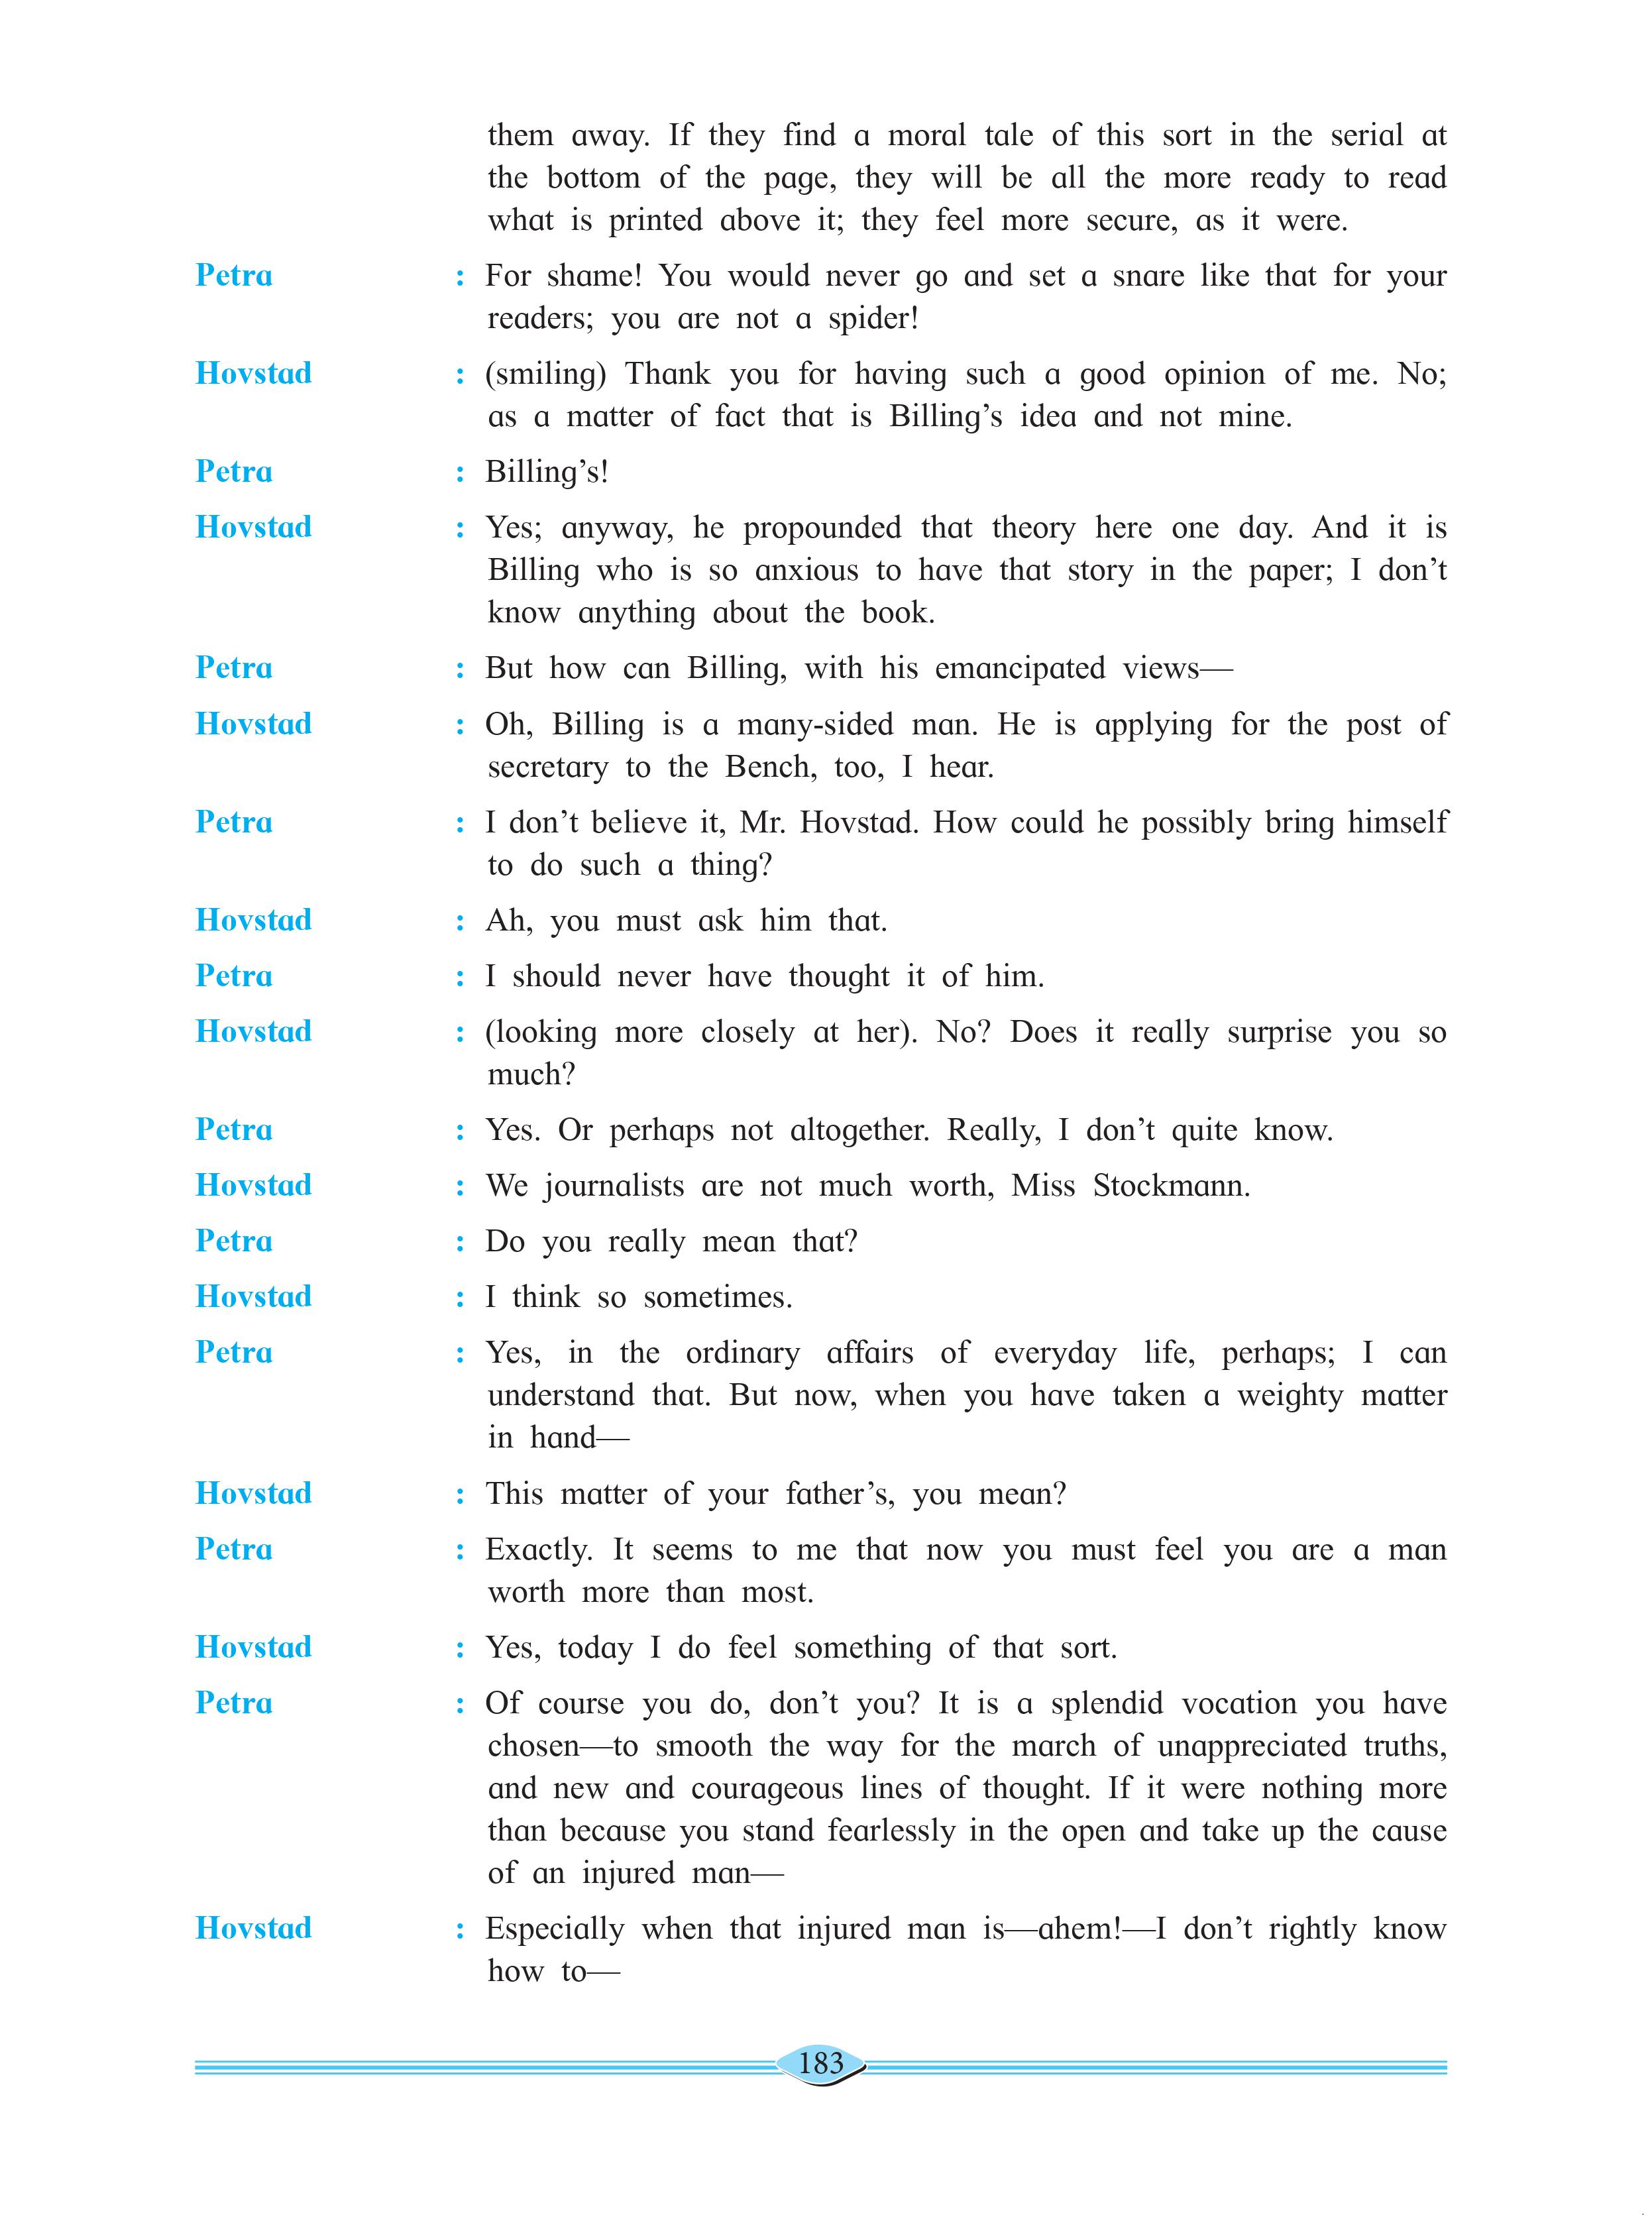 them away. If they find a moral tale of this sort in the serial at
the bottom of the page, they will be all the more ready to read
what is printed above it; they feel more secure, as it were.
Petra : For shame! You would never go and set a snare like that for your
readers; you are not a spider!
Hovstad : (smiling) Thank you for having such a good opinion of me. No;
as a matter of fact that is Billing’s idea and not mine.
Petra : Billing’s!
Hovstad : Yes; anyway, he propounded that theory here one day. And it is
Billing who is so anxious to have that story in the paper; I don’t
know anything about the book.
Petra : But how can Billing, with his emancipated views—
Hovstad : Oh, Billing is a many-sided man. He is applying for the post of
secretary to the Bench, too, I hear.
Petra : I don’t believe it, Mr. Hovstad. How could he possibly bring himself
to do such a thing?
Hovstad : Ah, you must ask him that.
Petra : I should never have thought it of him.
Hovstad : (looking more closely at her). No? Does it really surprise you so
much?
Petra : Yes. Or perhaps not altogether. Really, I don’t quite know.
Hovstad : We journalists are not much worth, Miss Stockmann.
Petra : Do you really mean that?
Hovstad : I think so sometimes.
Petra : Yes, in the ordinary affairs of everyday life, perhaps; I can
understand that. But now, when you have taken a weighty matter
in hand—
Hovstad : This matter of your father’s, you mean?
Petra : Exactly. It seems to me that now you must feel you are a man
worth more than most.
Hovstad : Yes, today I do feel something of that sort.
Petra : Of course you do, don’t you? It is a splendid vocation you have
chosen—to smooth the way for the march of unappreciated truths,
and new and courageous lines of thought. If it were nothing more
than because you stand fearlessly in the open and take up the cause
of an injured man—
Hovstad : Especially when that injured man is—ahem!—I don’t rightly know
how to—
183